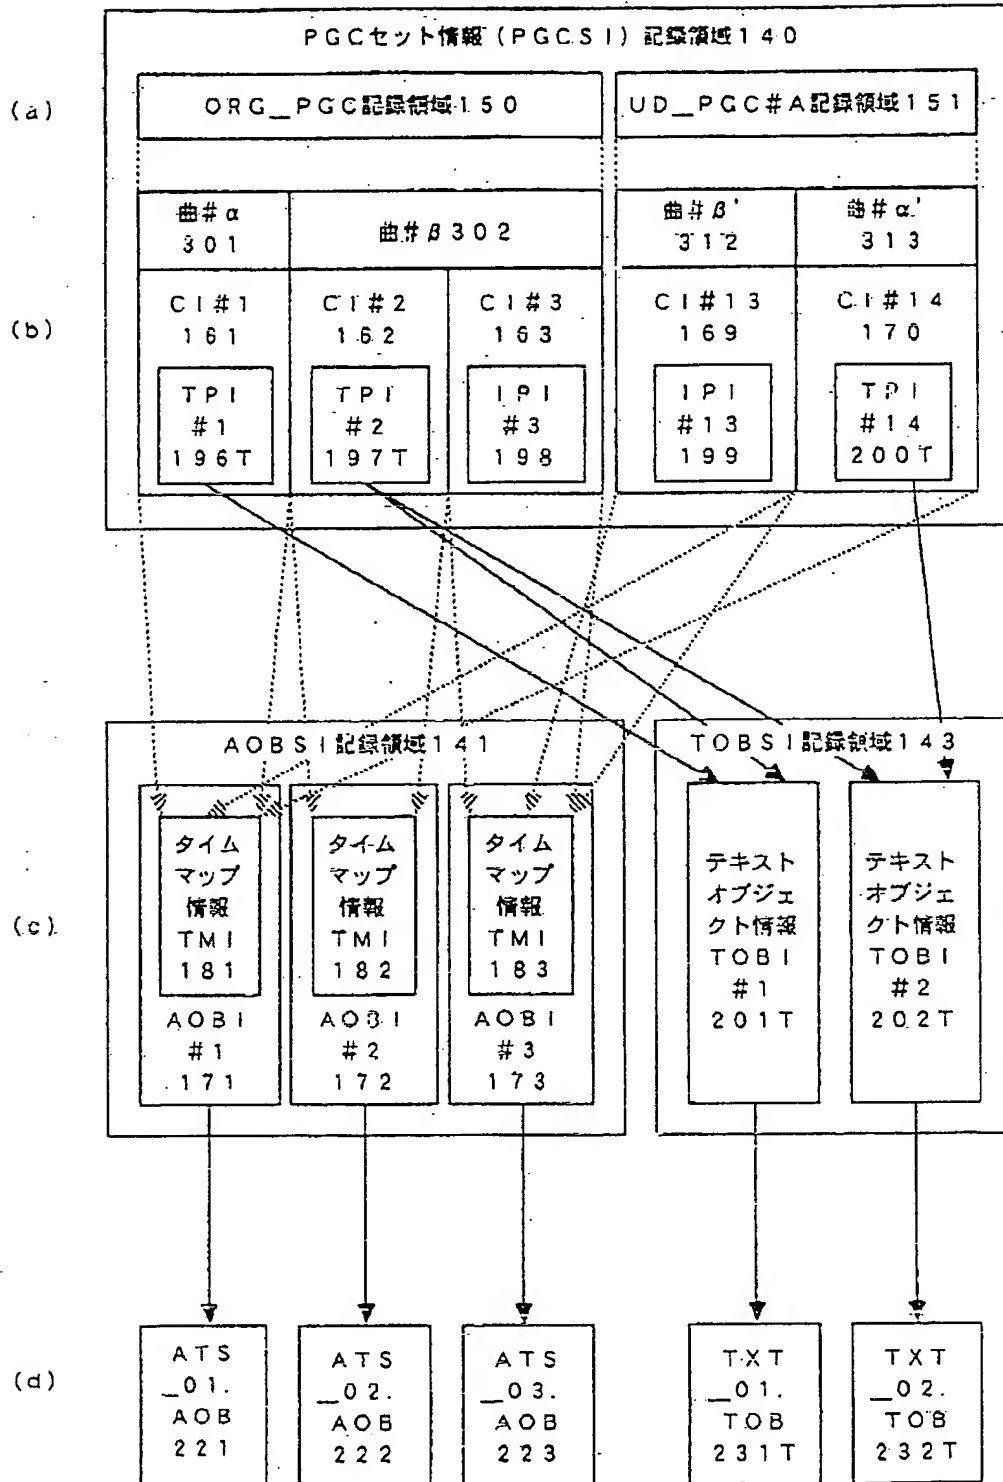 PGCセット情報(PGCSI)記録領域140
(a)
ORG_PGC記録領域150
UD_PGC#A記録領域151
曲#α
301
曲#β302
曲#β'
312
曲#α'
313
(b)
CI#1
161
CI#2
162
CI#3
163
CI#13
169
CI#14
170
TPI
#1
196T
TPI
#2
197T
IPI
#3
198
IPI
#13
199
TPI
#14
200T
AOBSI記録領域141
TOBSI記録領域143
(c)
タイム
マップ
情報
TMI
181
AOBI
#1
171
タイム
マップ
情報
TMI
182
AOBI
#2
172
タイム
マップ
情報
TMI
183
AOBI
#3
173
テキスト
オブジェ
クト情報
TOBI
#1
201T
テキスト
オブジェ
クト情報
TOBI
#2
202T
(d)
ATS
_01.
AOB
221
ATS
_02.
AOB
222
ATS
_03.
AOB
223
TXT
_01.
TOB
231T
TXT
_02.
TOB
232T